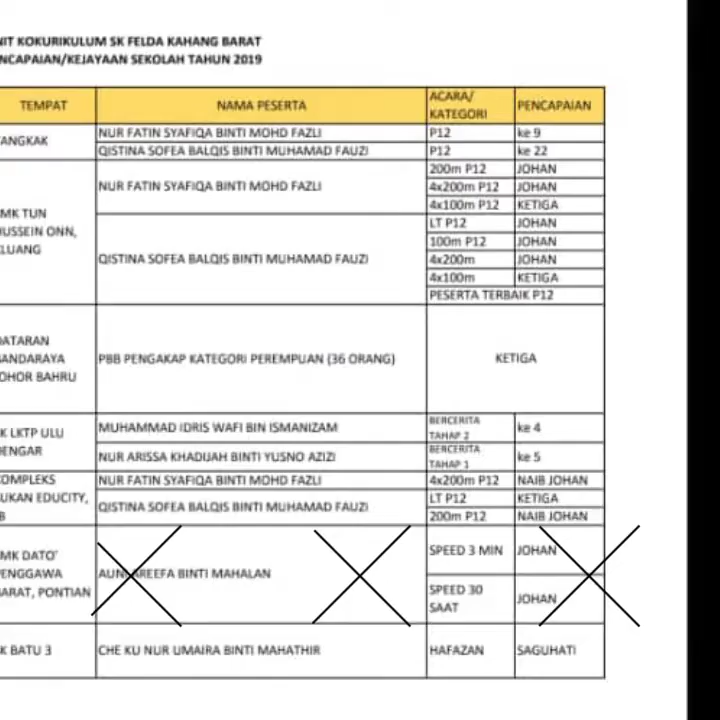 NIT KOKURIKULUM SK FELDA KAHANG BARAT
NCAPAIAN/KEJAYAAN SEKOLAH TAHUN 2019
TEMPAT NAMA PESERTA ACARA/ KATEGORI PENCAPAIAN
ANGKAK
NUR FATIN SYAFIQA BINTI MOHD FAZLI P12 ke 9
QISTINA SOFEA BALQIS BINTI MUHAMAD FAUZI P12 ke 22
MK TUN
HUSSEIN ONN,
LUANG
NUR FATIN SYAFIQA BINTI MOHD FAZLI
200m P12 JOHAN
4x200m P12 JOHAN
4x100m P12 KETIGA
QISTINA SOFEA BALQIS BINTI MUHAMAD FAUZI
LT P12 JOHAN
100m P12 JOHAN
4x200m JOHAN
4x100m KETIGA
PESERTA TERBAIK P12
DATARAN
BANDARAYA
OHOR BAHRU
PBB PENGAKAP KATEGORI PEREMPUAN (36 ORANG) KETIGA
K LKTP ULU
DENGAR
MUHAMMAD IDRIS WAFI BIN ISMANIZAM BERCERITA TAHAP 2 ke 4
NUR ARISSA KHADIJAH BINTI YUSNO AZIZI BERCERITA TAHAP 1 ke 5
COMPLEKS
UKAN EDUCITY,
B
NUR FATIN SYAFIQA BINTI MOHD FAZLI 4x200m P12 NAIB JOHAN
QISTINA SOFEA BALQIS BINTI MUHAMAD FAUZI
LT P12 KETIGA
200m P12 NAIB JOHAN
MK DATO'
PENGGAWA
BARAT, PONTIAN
AREEFA BINTI MAHALAN
SPEED 3 MIN JOHAN
SPEED 30 SAAT JOHAN
K BATU 3 CHE KU NUR UMAIRA BINTI MAHATHIR HAFAZAN SAGUHATI